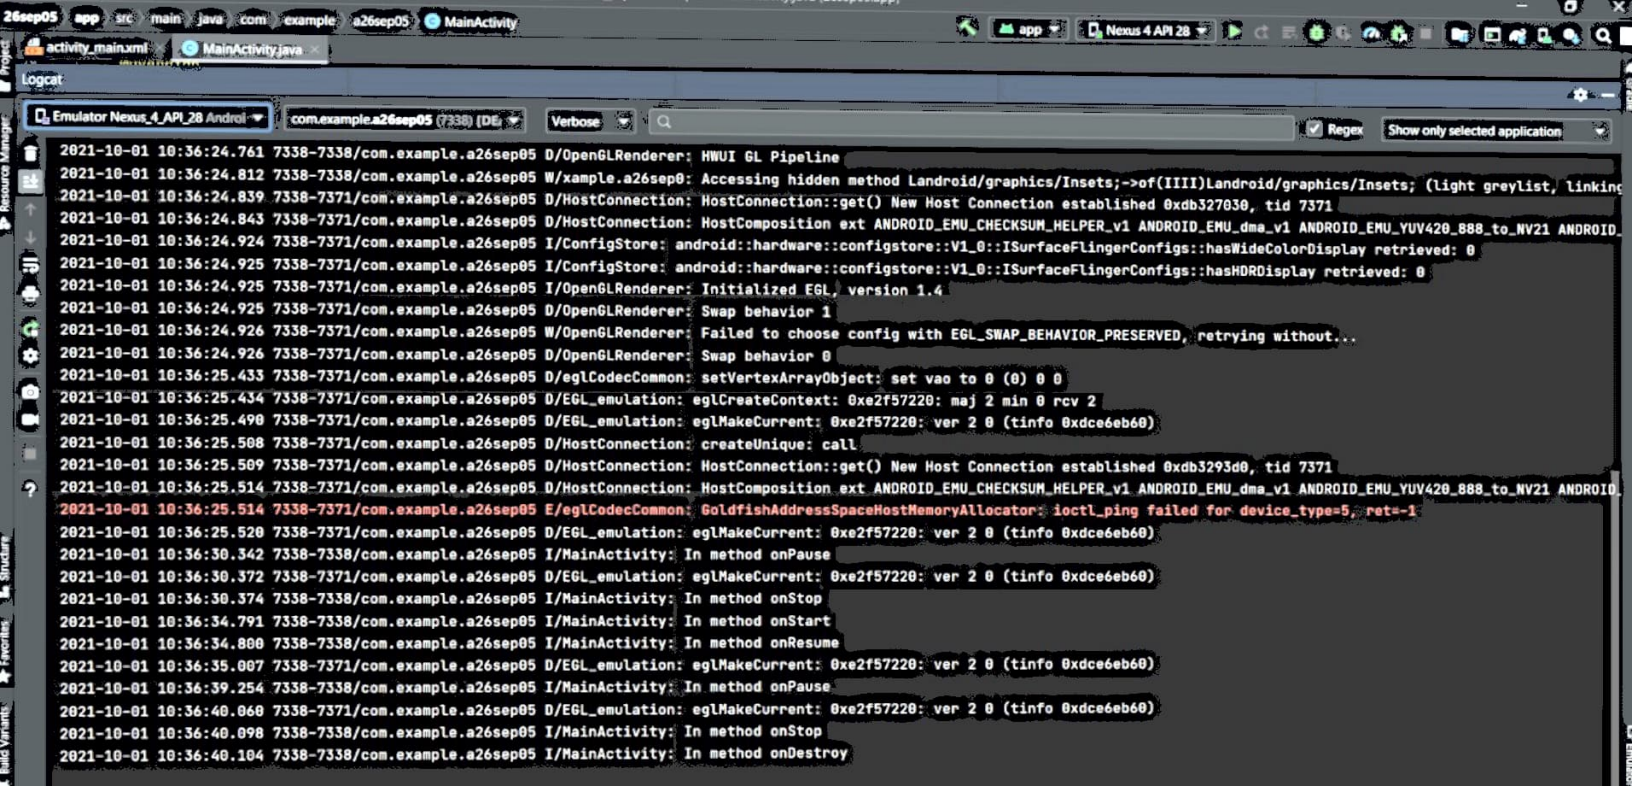 26sep05 app src main java com example a26sep05 MainActivity app Nexus 4 API 28
activity_main.xml MainActivity.java
Project
Logcat
Resource Manager
Emulator Nexus_4_API_28 Androi com.example.a26sep05 (7338) [DE Verbose Regex Show only selected application
2021-10-01 10:36:24.761 7338-7338/com.example.a26sep05 D/OpenGLRenderer: HWUI GL Pipeline
2021-10-01 10:36:24.812 7338-7338/com.example.a26sep05 W/xample.a26sep0: Accessing hidden method Landroid/graphics/Insets;->of(IIII)Landroid/graphics/Insets; (light greylist, linking
2021-10-01 10:36:24.839 7338-7371/com.example.a26sep05 D/HostConnection: HostConnection::get() New Host Connection established 0xdb327030, tid 7371
2021-10-01 10:36:24.843 7338-7371/com.example.a26sep05 D/HostConnection: HostComposition ext ANDROID_EMU_CHECKSUM_HELPER_v1 ANDROID_EMU_dma_v1 ANDROID_EMU_YUV420_888_to_NV21 ANDROID_
2021-10-01 10:36:24.924 7338-7371/com.example.a26sep05 I/ConfigStore: android::hardware::configstore::V1_0::ISurfaceFlingerConfigs::hasWideColorDisplay retrieved: 0
2021-10-01 10:36:24.925 7338-7371/com.example.a26sep05 I/ConfigStore: android::hardware::configstore::V1_0::ISurfaceFlingerConfigs::hasHDRDisplay retrieved: 0
2021-10-01 10:36:24.925 7338-7371/com.example.a26sep05 I/OpenGLRenderer: Initialized EGL, version 1.4
2021-10-01 10:36:24.925 7338-7371/com.example.a26sep05 D/OpenGLRenderer: Swap behavior 1
2021-10-01 10:36:24.926 7338-7371/com.example.a26sep05 W/OpenGLRenderer: Failed to choose config with EGL_SWAP_BEHAVIOR_PRESERVED, retrying without...
2021-10-01 10:36:24.926 7338-7371/com.example.a26sep05 D/OpenGLRenderer: Swap behavior 0
2021-10-01 10:36:25.433 7338-7371/com.example.a26sep05 D/eglCodecCommon: setVertexArrayObject: set vao to 0 (0) 0 0
2021-10-01 10:36:25.434 7338-7371/com.example.a26sep05 D/EGL_emulation: eglCreateContext: 0xe2f57220: maj 2 min 0 rcv 2
2021-10-01 10:36:25.490 7338-7371/com.example.a26sep05 D/EGL_emulation: eglMakeCurrent: 0xe2f57220: ver 2 0 (tinfo 0xdce6eb60)
2021-10-01 10:36:25.508 7338-7371/com.example.a26sep05 D/HostConnection: createUnique: call
2021-10-01 10:36:25.509 7338-7371/com.example.a26sep05 D/HostConnection: HostConnection::get() New Host Connection established 0xdb3293d0, tid 7371
2021-10-01 10:36:25.514 7338-7371/com.example.a26sep05 D/HostConnection: HostComposition ext ANDROID_EMU_CHECKSUM_HELPER_v1 ANDROID_EMU_dma_v1 ANDROID_EMU_YUV420_888_to_NV21 ANDROID_
2021-10-01 10:36:25.514 7338-7371/com.example.a26sep05 E/eglCodecCommon: GoldfishAddressSpaceHostMemoryAllocator: ioctl_ping failed for device_type=5, ret=-1
2021-10-01 10:36:25.520 7338-7371/com.example.a26sep05 D/EGL_emulation: eglMakeCurrent: 0xe2f57220: ver 2 0 (tinfo 0xdce6eb60)
2021-10-01 10:36:30.342 7338-7338/com.example.a26sep05 I/MainActivity: In method onPause
2021-10-01 10:36:30.372 7338-7371/com.example.a26sep05 D/EGL_emulation: eglMakeCurrent: 0xe2f57220: ver 2 0 (tinfo 0xdce6eb60)
2021-10-01 10:36:30.374 7338-7338/com.example.a26sep05 I/MainActivity: In method onStop
2021-10-01 10:36:34.791 7338-7338/com.example.a26sep05 I/MainActivity: In method onStart
2021-10-01 10:36:34.800 7338-7338/com.example.a26sep05 I/MainActivity: In method onResume
2021-10-01 10:36:35.007 7338-7371/com.example.a26sep05 D/EGL_emulation: eglMakeCurrent: 0xe2f57220: ver 2 0 (tinfo 0xdce6eb60)
2021-10-01 10:36:39.254 7338-7338/com.example.a26sep05 I/MainActivity: In method onPause
2021-10-01 10:36:40.060 7338-7371/com.example.a26sep05 D/EGL_emulation: eglMakeCurrent: 0xe2f57220: ver 2 0 (tinfo 0xdce6eb60)
2021-10-01 10:36:40.098 7338-7338/com.example.a26sep05 I/MainActivity: In method onStop
2021-10-01 10:36:40.104 7338-7338/com.example.a26sep05 I/MainActivity: In method onDestroy
Structure
Favorites
Build Variants